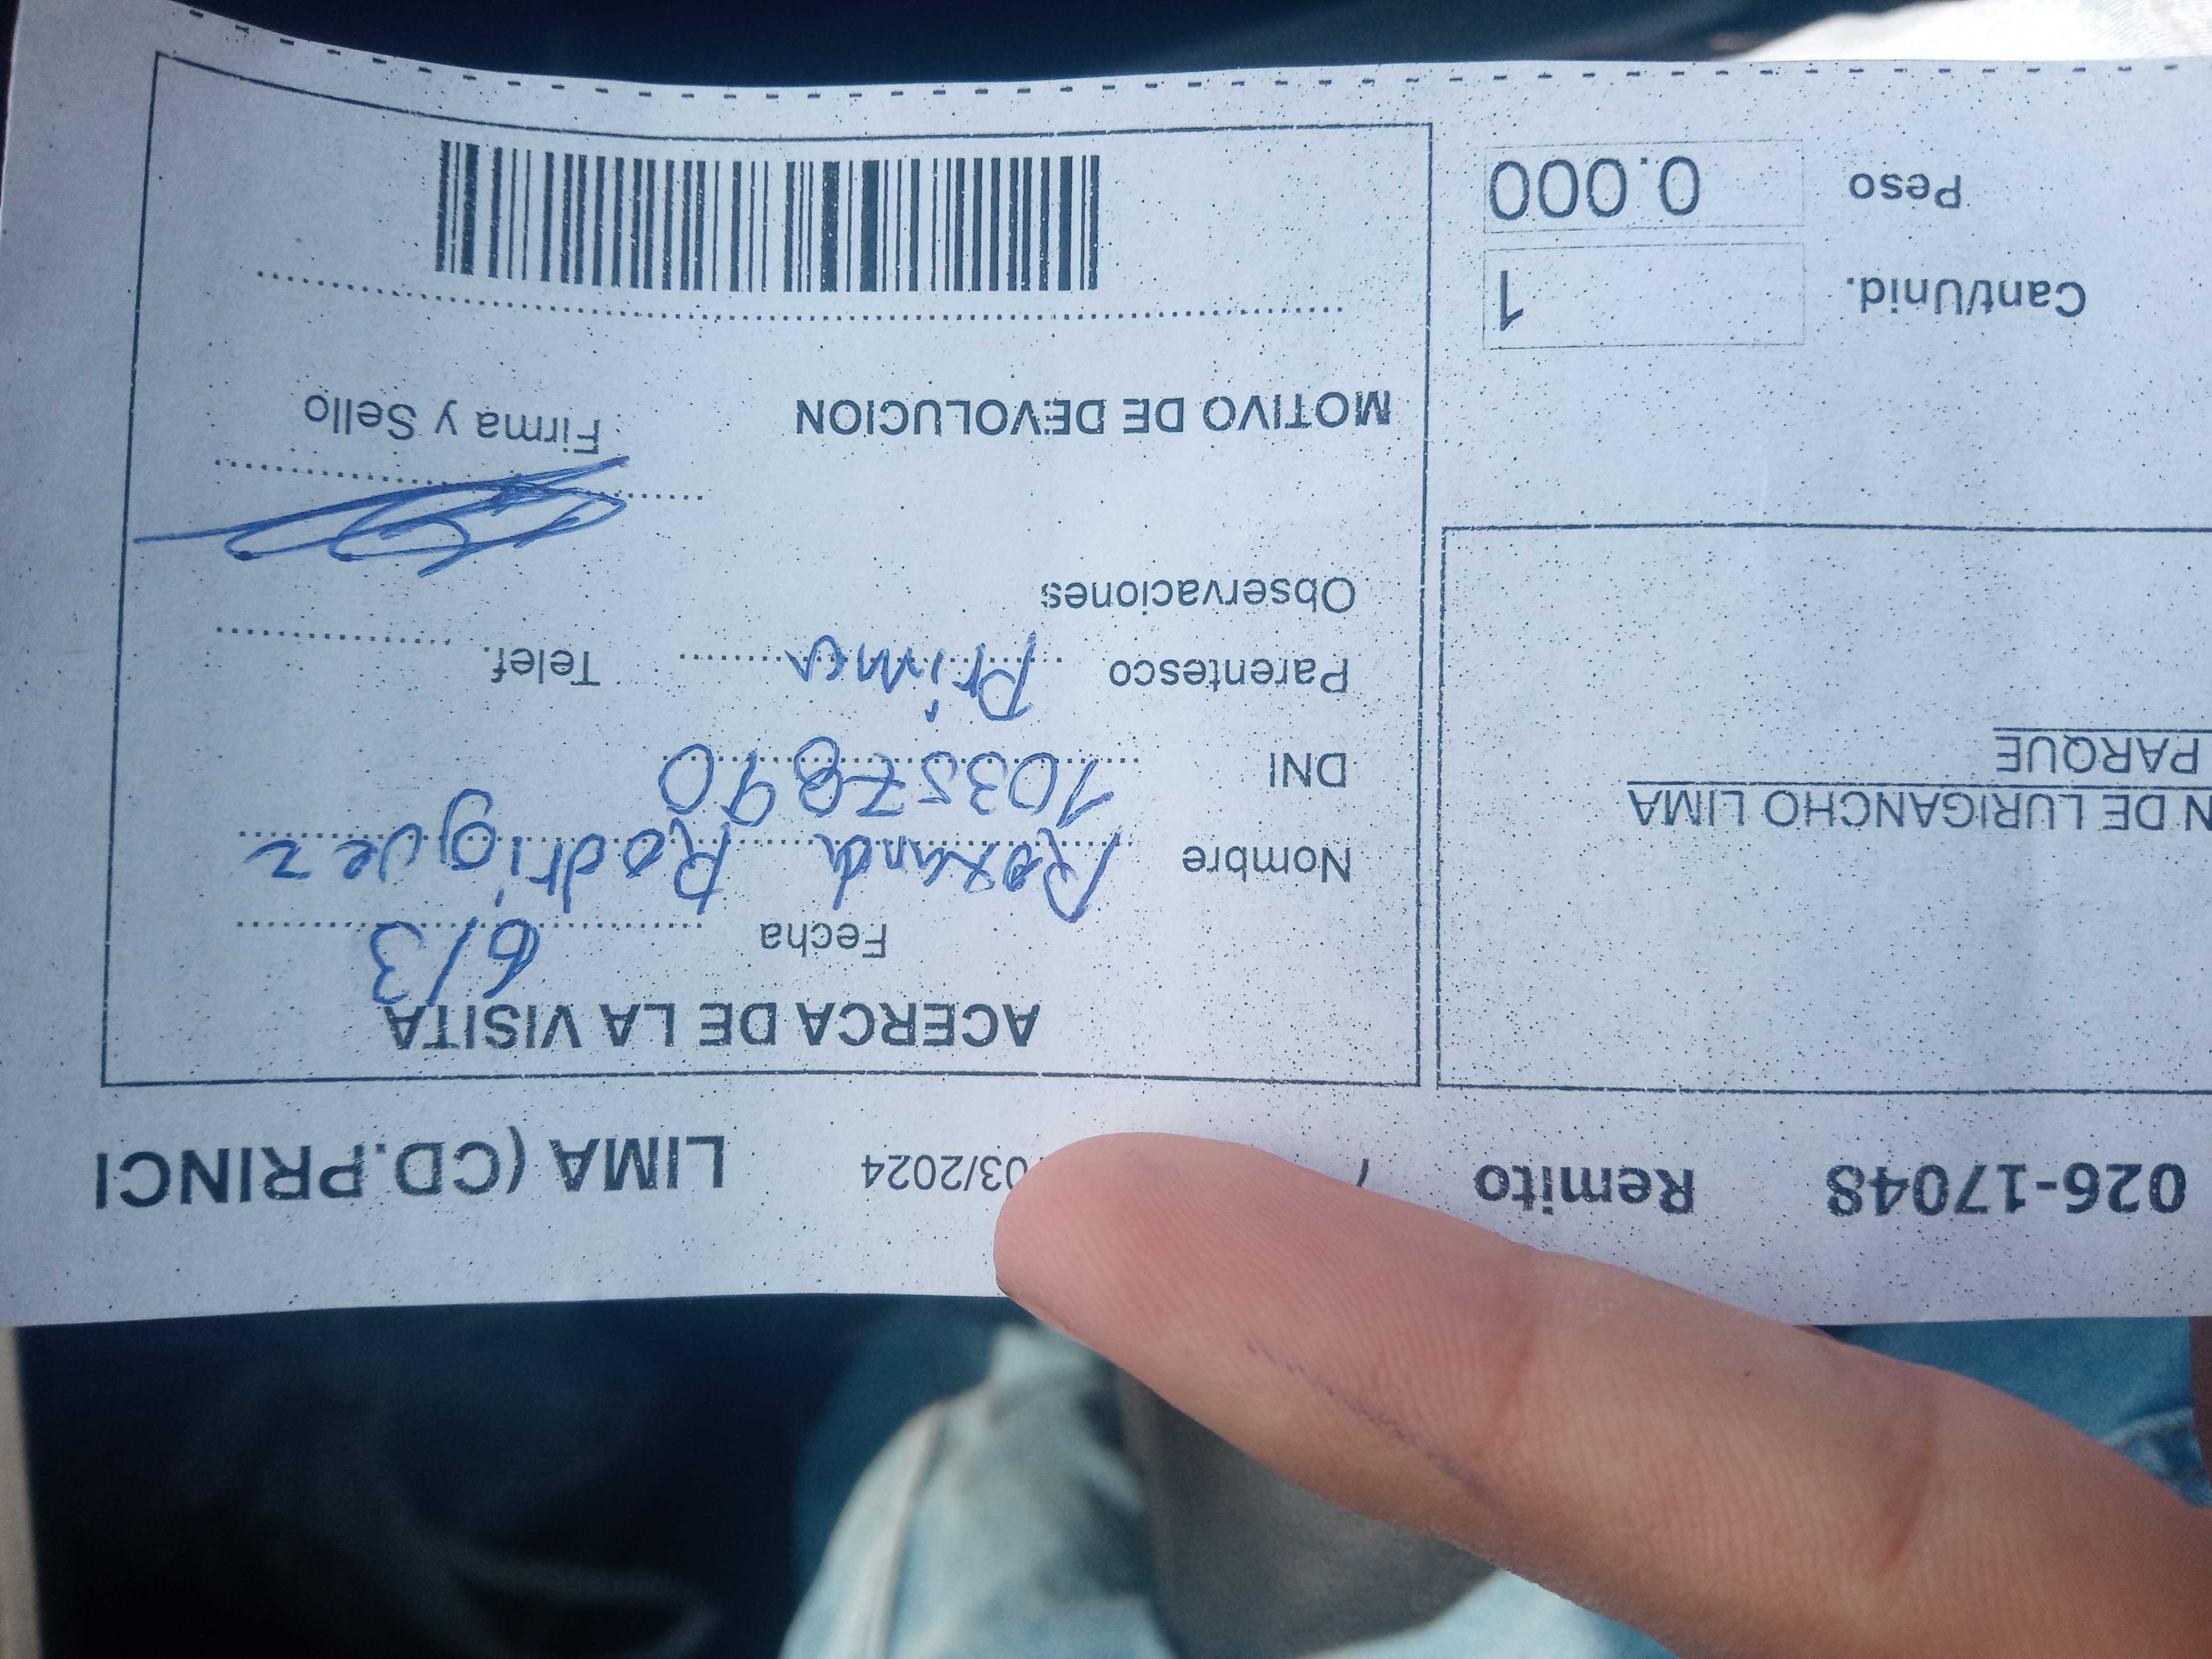 026-17048 Remito / 03/2024 LIMA (CD.PRINCI
N DE LURIGANCHO LIMA
PARQUE
Cant/Unid. 1
Peso 0.000
ACERCA DE LA VISITA
Fecha 6/3
Nombre Roxana Rodriguez
DNI 10357890
Parentesco Prima Telef.
Observaciones
Firma y Sello
MOTIVO DE DEVOLUCION